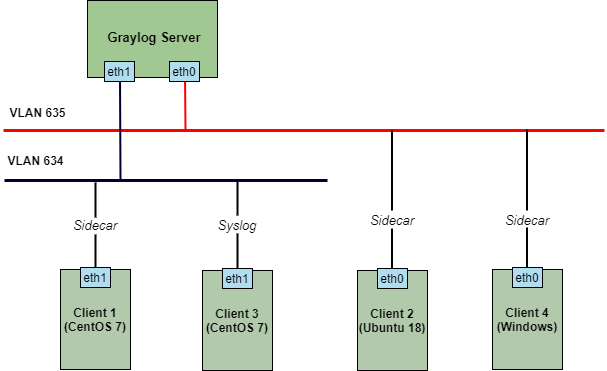 Graylog Server
eth1
eth0
VLAN 635
VLAN 634
Sidecar
Syslog
Sidecar
Sidecar
eth1
eth1
eth0
eth0
Client 1
(CentOS 7)
Client 3
(CentOS 7)
Client 2
(Ubuntu 18)
Client 4
(Windows)